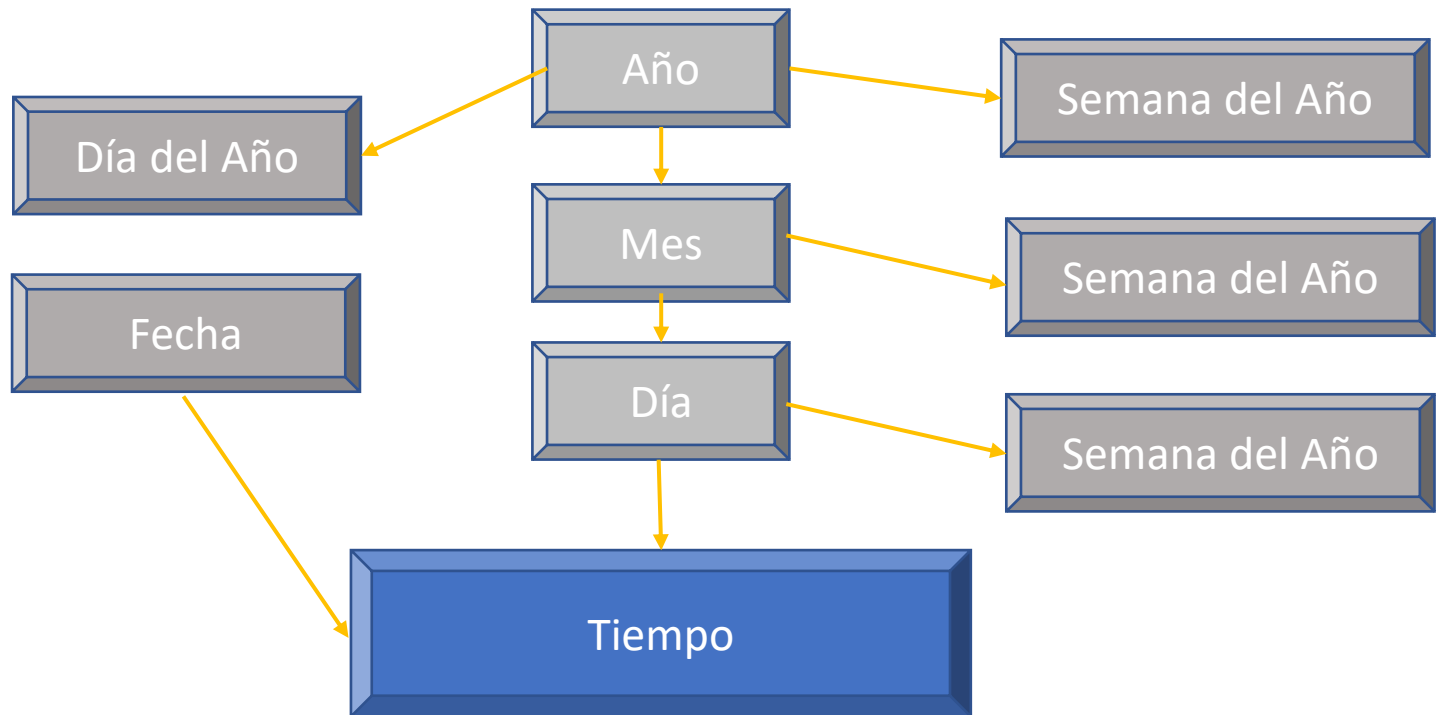 Año
Semana del Año
Día del Año
Mes
Semana del Año
Fecha
Día
Semana del Año
Tiempo